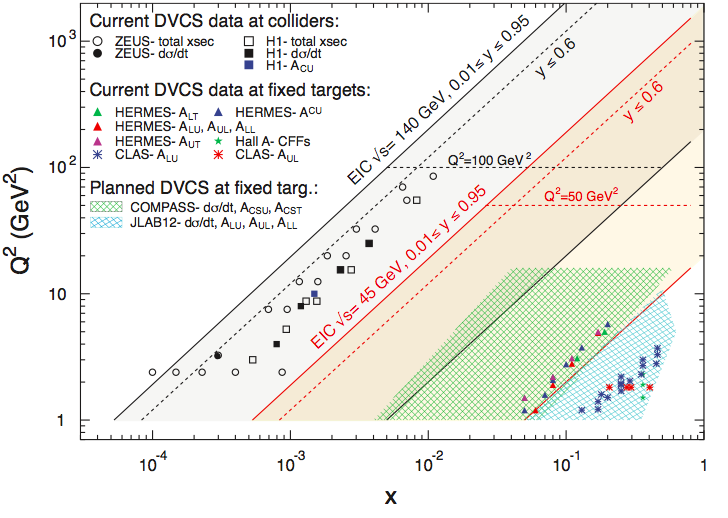 Current DVCS data at colliders:
ZEUS- total xsec
H1- total xsec
ZEUS- dσ/dt
H1- dσ/dt
H1- A_CU
Current DVCS data at fixed targets:
HERMES- A_LT
HERMES- A^CU
HERMES- A_LU, A_UL, A_LL
HERMES- A_UT
Hall A- CFFs
CLAS- A_LU
CLAS- A_UL
Planned DVCS at fixed targ.:
COMPASS- dσ/dt, A_CSU, A_CST
JLAB12- dσ/dt, A_LU, A_UL, A_LL
EIC √s= 140 GeV, 0.01≤ y ≤ 0.95
y ≤ 0.6
EIC √s= 45 GeV, 0.01≤ y ≤ 0.95
y ≤ 0.6
Q²=100 GeV²
Q²=50 GeV²
Q² (GeV²)
10³
10²
10
1
10⁻⁴
10⁻³
10⁻²
10⁻¹
1
x